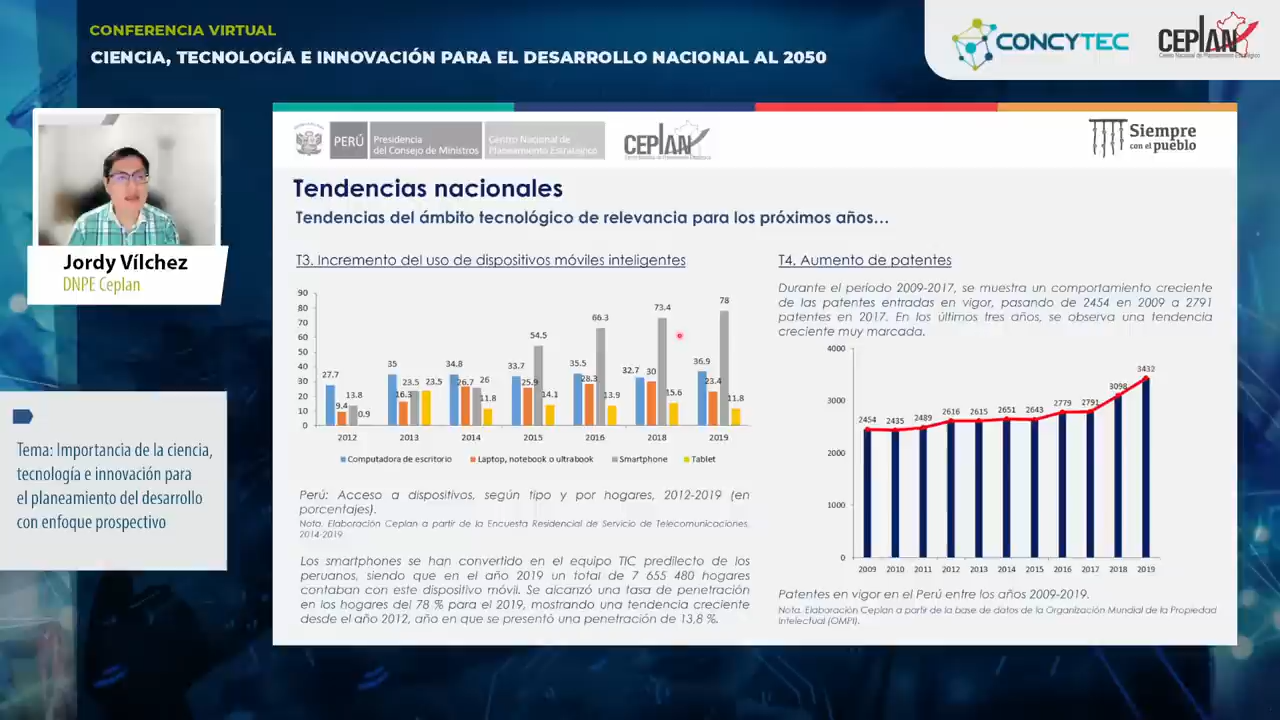 CONFERENCIA VIRTUAL
CIENCIA, TECNOLOGÍA E INNOVACIÓN PARA EL DESARROLLO NACIONAL AL 2050
CONCYTEC
CEPLAN
Centro Nacional de Planeamiento Estratégico
Jordy Vílchez
DNPE Ceplan
Tema: Importancia de la ciencia,
tecnología e innovación para
el planeamiento del desarrollo
con enfoque prospectivo
PERÚ
Presidencia
del Consejo de Ministros
Centro Nacional de
Planeamiento Estratégico
CEPLAN
Siempre
con el pueblo
Tendencias nacionales
Tendencias del ámbito tecnológico de relevancia para los próximos años...
T3. Incremento del uso de dispositivos móviles inteligentes
90
80
70
60
50
40
30
20
10
0
27.7 9.4 13.8 0.9
35 16.3 23.5 23.5
34.8 26.7 26 11.8
33.7 25.9 54.5 14.1
35.5 28.3 66.3 13.9
32.7 30 73.4 15.6
36.9 23.4 78 11.8
2012 2013 2014 2015 2016 2018 2019
Computadora de escritorio Laptop, notebook o ultrabook Smartphone Tablet
Perú: Acceso a dispositivos, según tipo y por hogares, 2012-2019 (en
porcentajes).
Nota. Elaboración Ceplan a partir de la Encuesta Residencial de Servicio de Telecomunicaciones,
2014-2019.
Los smartphones se han convertido en el equipo TIC predilecto de los
peruanos, siendo que en el año 2019 un total de 7 655 480 hogares
contaban con este dispositivo móvil. Se alcanzó una tasa de penetración
en los hogares del 78 % para el 2019, mostrando una tendencia creciente
desde el año 2012, año en que se presentó una penetración de 13,8 %.
T4. Aumento de patentes
Durante el período 2009-2017, se muestra un comportamiento creciente
de las patentes entradas en vigor, pasando de 2454 en 2009 a 2791
patentes en 2017. En los últimos tres años, se observa una tendencia
creciente muy marcada.
4000
3000
2000
1000
0
2454 2435 2489 2616 2615 2651 2643 2779 2791 3098 3432
2009 2010 2011 2012 2013 2014 2015 2016 2017 2018 2019
Patentes en vigor en el Perú entre los años 2009-2019.
Nota. Elaboración Ceplan a partir de la base de datos de la Organización Mundial de la Propiedad
Intelectual (OMPI).